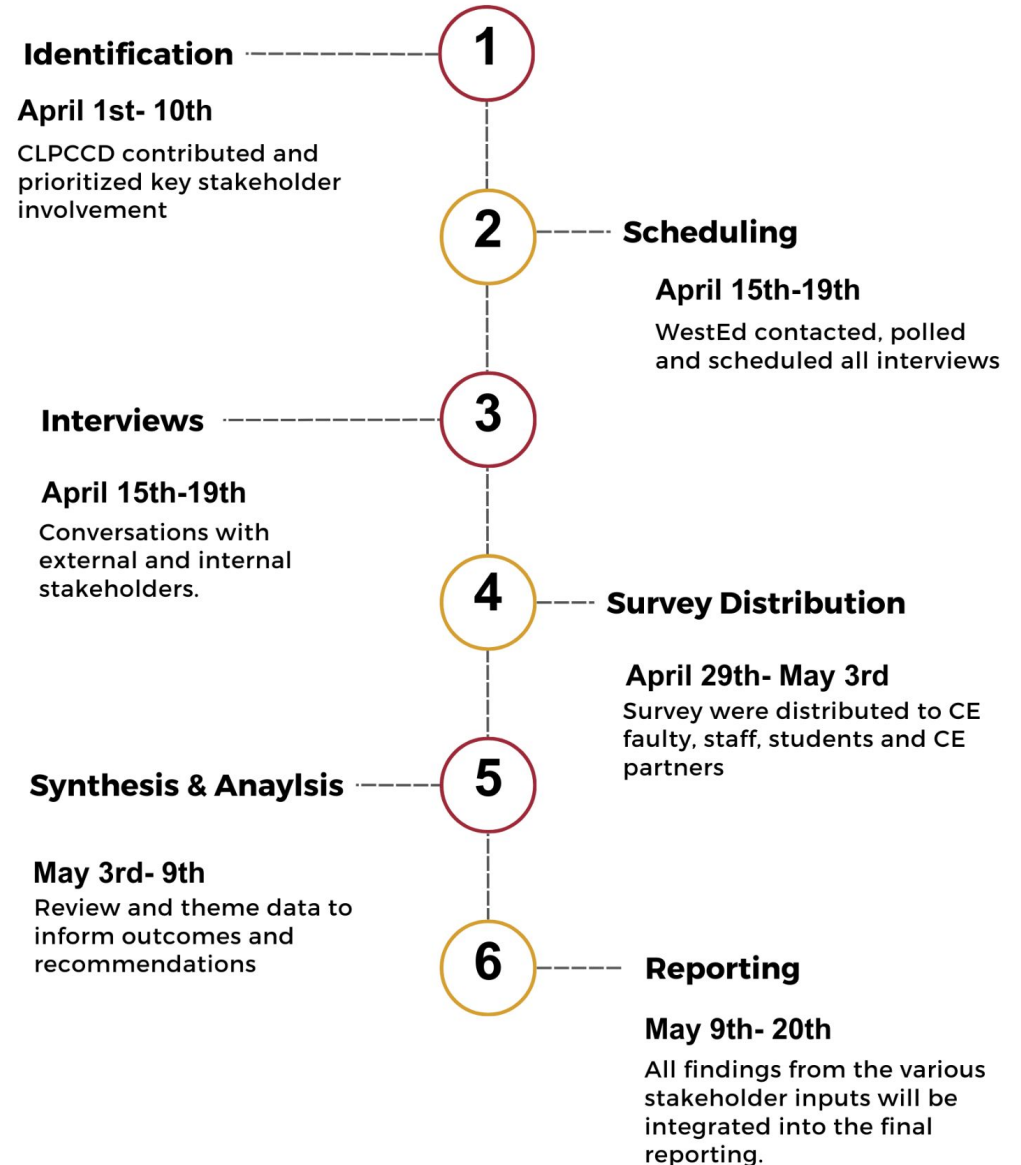 1
Identification
April 1st- 10th
CLPCCD contributed and
prioritized key stakeholder
involvement
2
Scheduling
April 15th-19th
WestEd contacted, polled
and scheduled all interviews
3
Interviews
April 15th-19th
Conversations with
external and internal
stakeholders.
4
Survey Distribution
April 29th- May 3rd
Survey were distributed to CE
faulty, staff, students and CE
partners
5
Synthesis & Anaylsis
May 3rd- 9th
Review and theme data to
inform outcomes and
recommendations
6
Reporting
May 9th- 20th
All findings from the various
stakeholder inputs will be
integrated into the final
reporting.